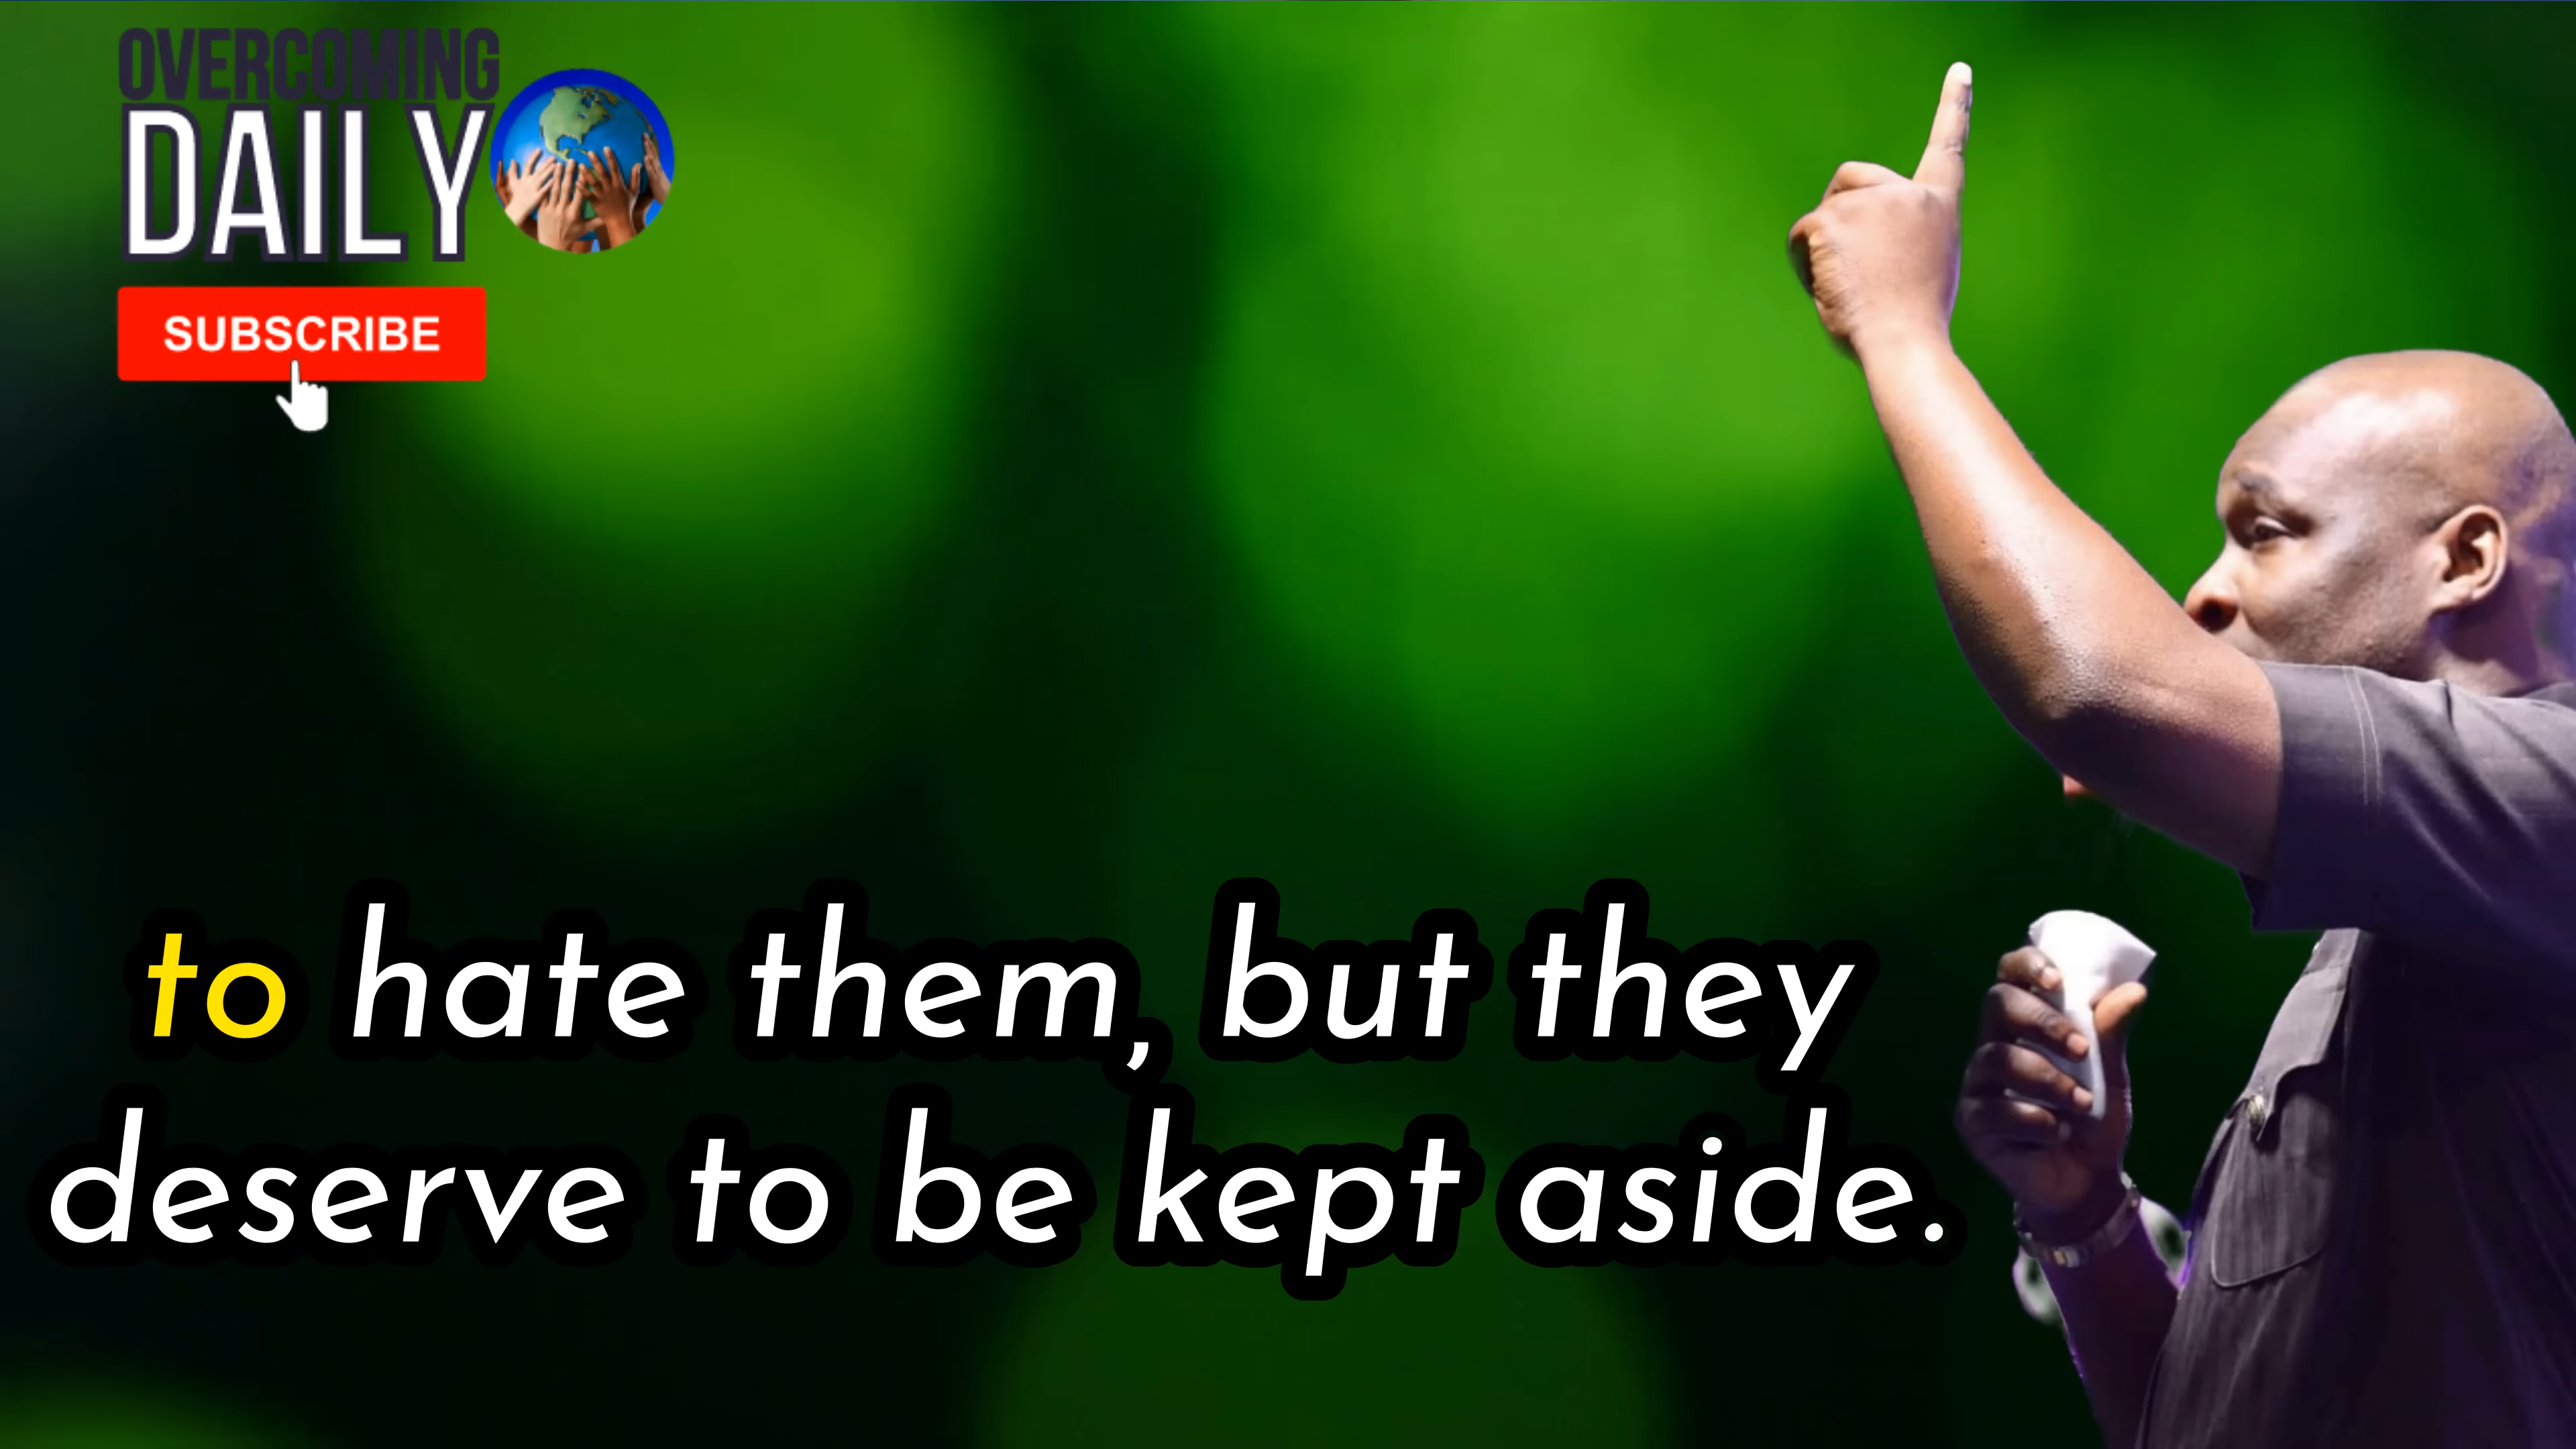 OVERCOMING
DAILY
SUBSCRIBE
to hate them, but they
deserve to be kept aside.